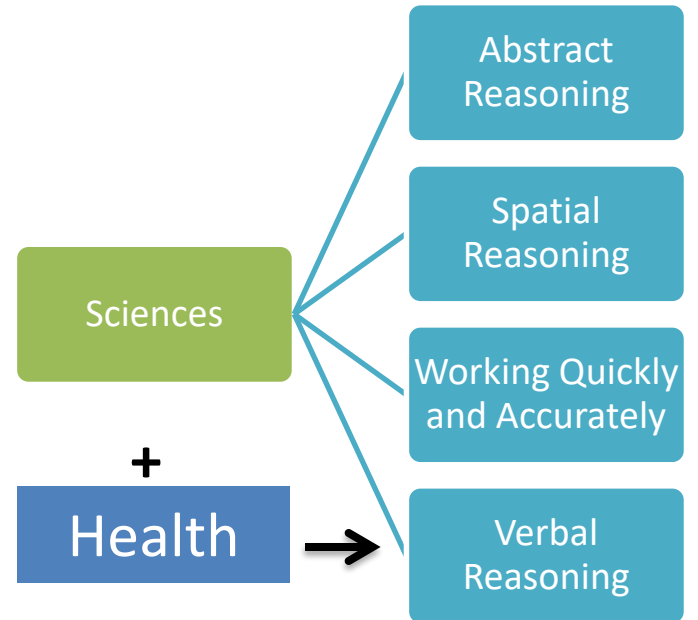 Abstract
Reasoning
Spatial
Reasoning
Sciences
Working Quickly
and Accurately
+
Health
Verbal
Reasoning